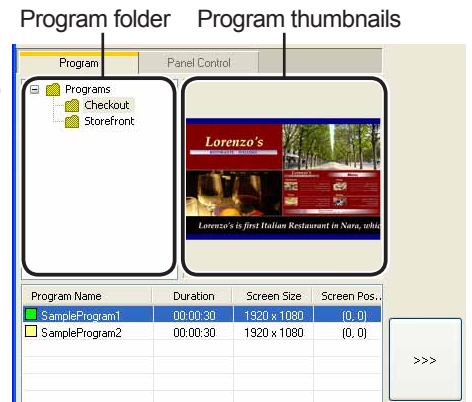 Program folder Program thumbnails
Program Panel Control
Programs
Checkout
Storefront
Lorenzo's
Menu
Lorenzo's is first Italian Restaurant in Nara, whic
Program Name Duration Screen Size Screen Pos..
SampleProgram1 00:00:30 1920 x 1080 (0, 0)
SampleProgram2 00:00:30 1920 x 1080 (0, 0)
>>>